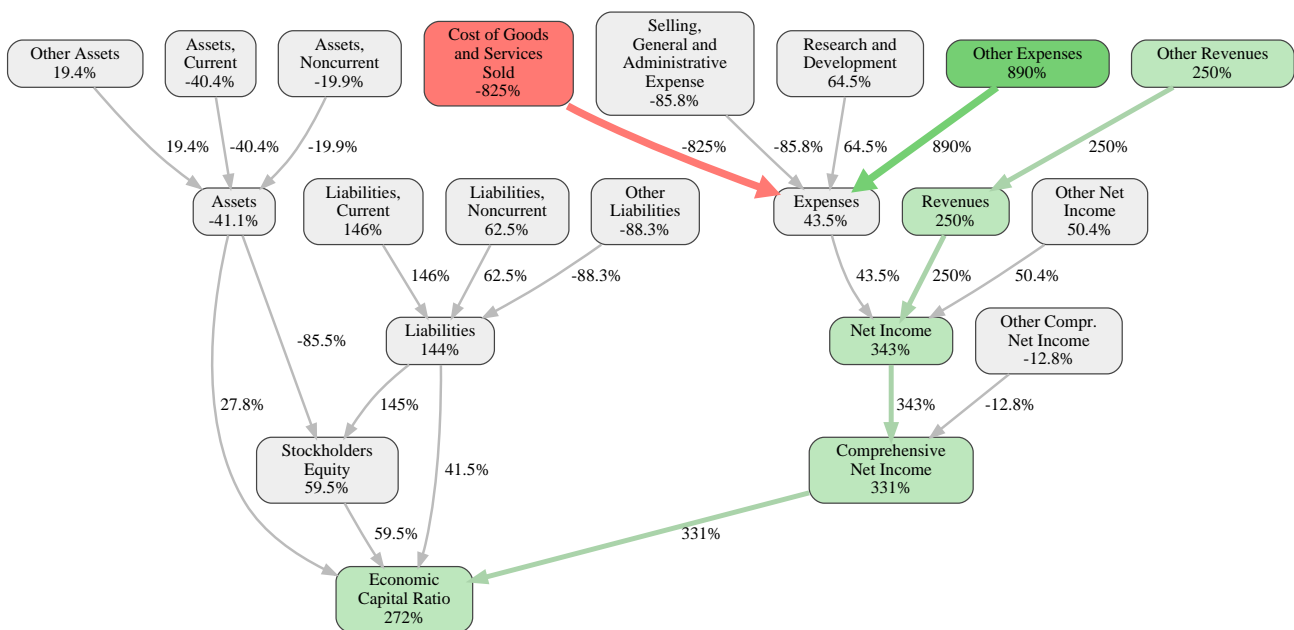 Other Assets
19.4%
Assets,
Current
-40.4%
Assets,
Noncurrent
-19.9%
Cost of Goods
and Services
Sold
-825%
Selling,
General and
Administrative
Expense
-85.8%
Research and
Development
64.5%
Other Expenses
890%
Other Revenues
250%
19.4%
-40.4%
-19.9%
-825%
-85.8%
64.5%
890%
250%
Assets
-41.1%
Liabilities,
Current
146%
Liabilities,
Noncurrent
62.5%
Other
Liabilities
-88.3%
Expenses
43.5%
Revenues
250%
Other Net
Income
50.4%
146%
62.5%
-88.3%
43.5%
250%
50.4%
Liabilities
144%
Net Income
343%
Other Compr.
Net Income
-12.8%
-85.5%
27.8%
145%
41.5%
343%
-12.8%
Stockholders
Equity
59.5%
Comprehensive
Net Income
331%
59.5%
331%
Economic
Capital Ratio
272%